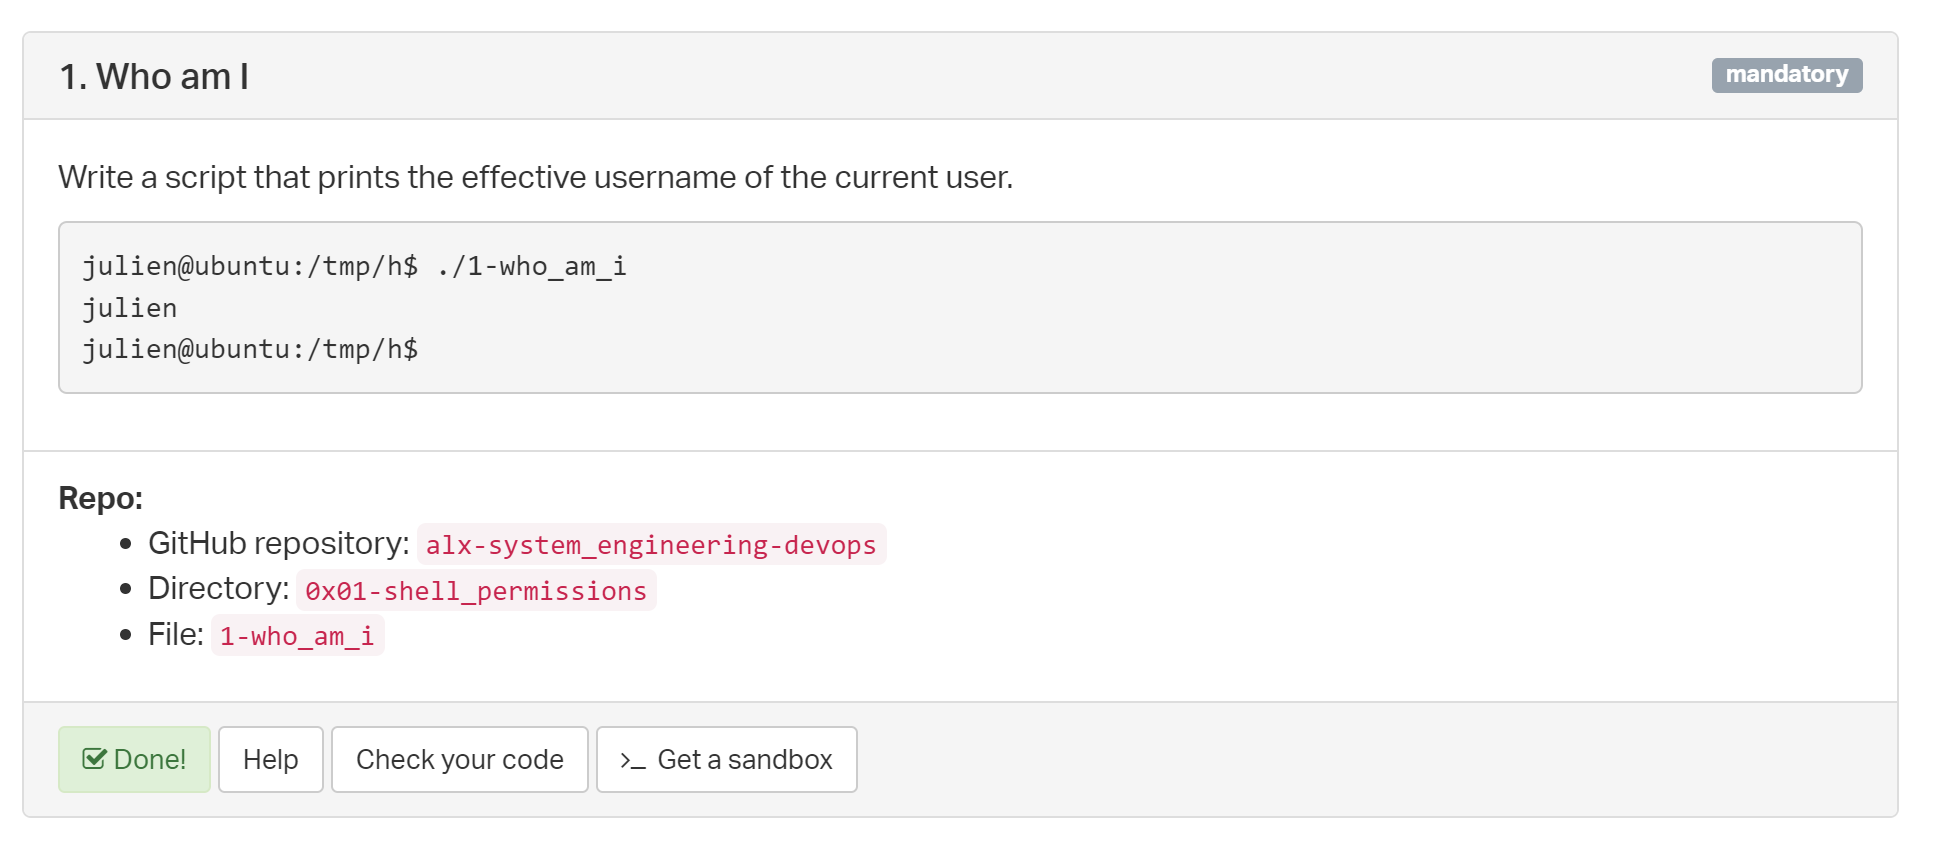 1. Who am I
mandatory
Write a script that prints the effective username of the current user.
julien@ubuntu:/tmp/h$ ./1-who_am_i
julien
julien@ubuntu:/tmp/h$
Repo:
GitHub repository: alx-system_engineering-devops
Directory: 0x01-shell_permissions
File: 1-who_am_i
Done!
Help
Check your code
>_ Get a sandbox